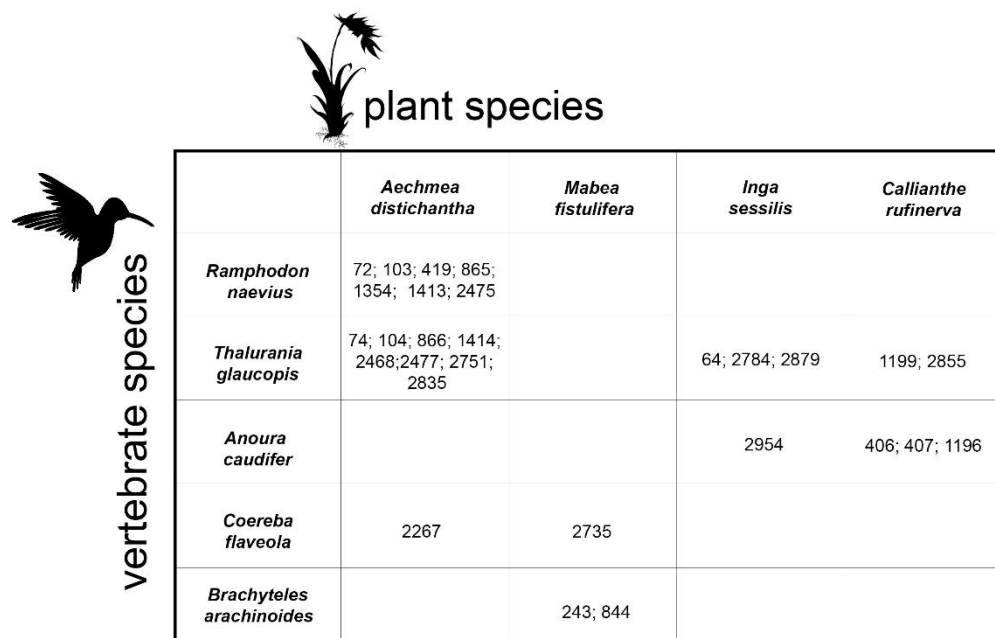 plant species
vertebrate species
Aechmea
distichantha
Mabea
fistulifera
Inga
sessilis
Callianthe
rufinerva
Ramphodon
naevius
72; 103; 419; 865;
1354; 1413; 2475
Thalurania
glaucopis
74; 104; 866; 1414;
2468;2477; 2751;
2835
64; 2784; 2879
1199; 2855
Anoura
caudifer
2954
406; 407; 1196
Coereba
flaveola
2267
2735
Brachyteles
arachinoides
243; 844